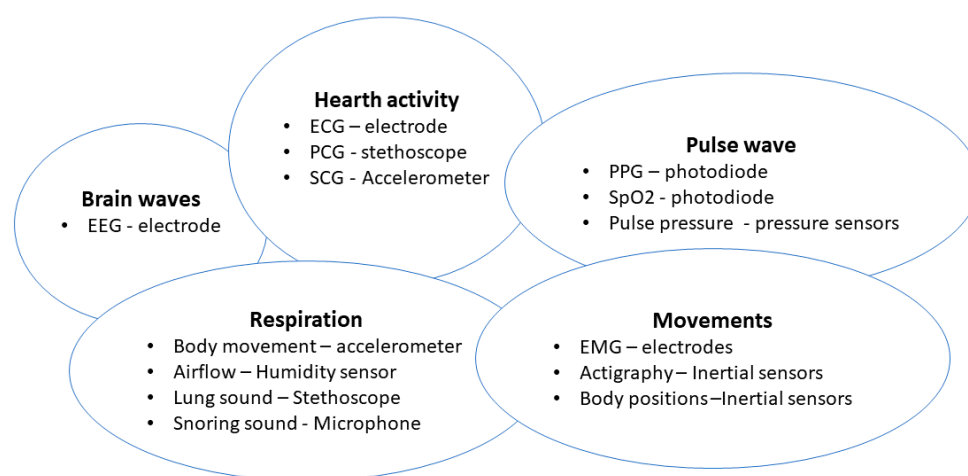 Hearth activity
• ECG – electrode
• PCG - stethoscope
• SCG - Accelerometer
Pulse wave
• PPG – photodiode
• SpO2 - photodiode
• Pulse pressure - pressure sensors
Brain waves
• EEG - electrode
Respiration
• Body movement – accelerometer
• Airflow – Humidity sensor
• Lung sound – Stethoscope
• Snoring sound - Microphone
Movements
• EMG – electrodes
• Actigraphy – Inertial sensors
• Body positions –Inertial sensors